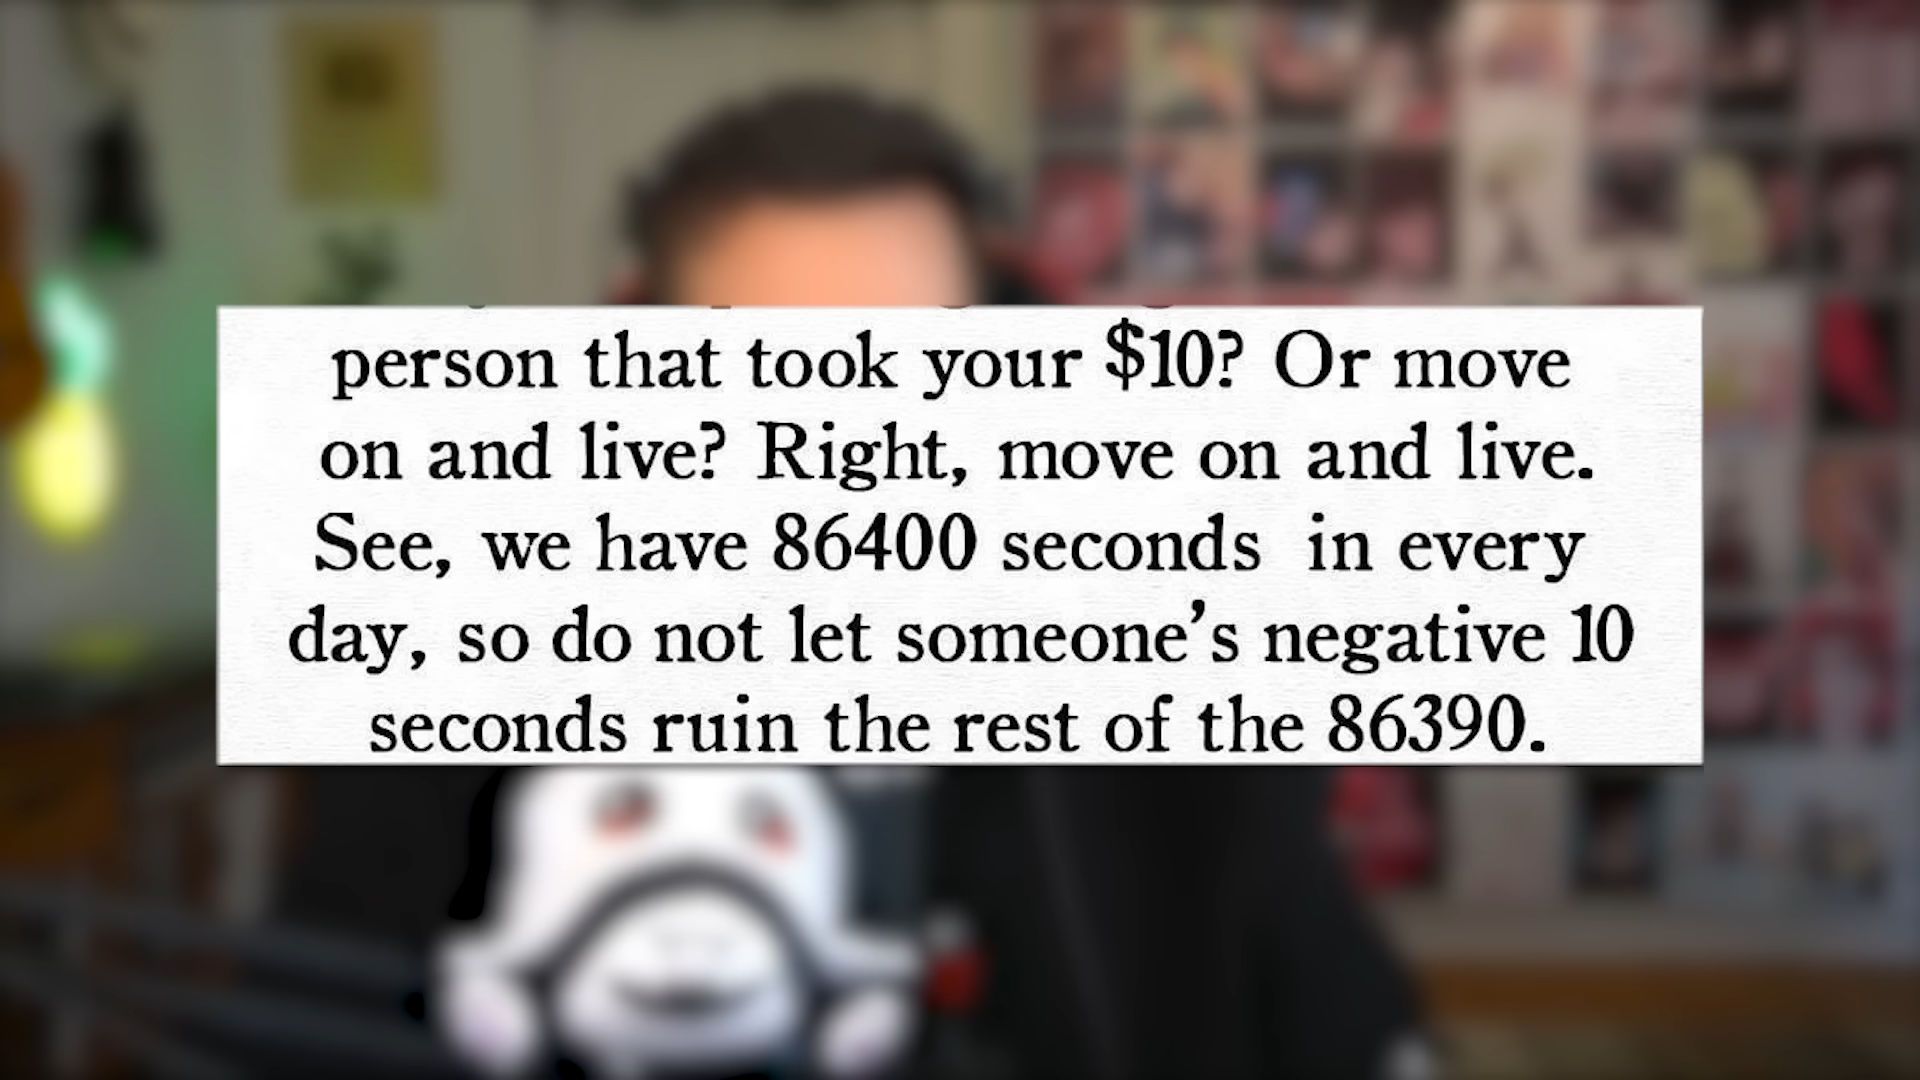 person that took your $10? Or move
on and live? Right, move on and live.
See, we have 86400 seconds in every
day, so do not let someone’s negative 10
seconds ruin the rest of the 86390.